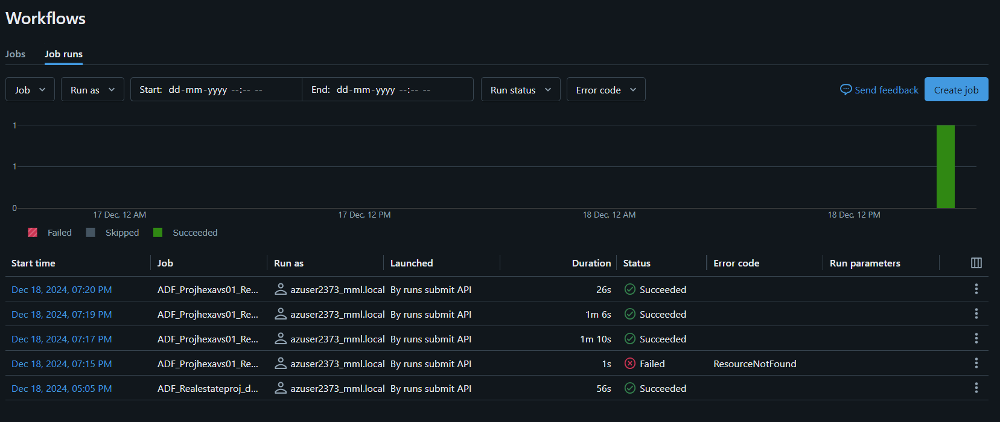 Workflows
Jobs Job runs
Job Run as Start: dd-mm-yyyy --:-- -- End: dd-mm-yyyy --:-- -- Run status Error code Send feedback Create job
1
1
0
17 Dec, 12 AM 17 Dec, 12 PM 18 Dec, 12 AM 18 Dec, 12 PM
Failed Skipped Succeeded
Start time Job Run as Launched Duration Status Error code Run parameters
Dec 18, 2024, 07:20 PM ADF_Projhexavs01_Re... azuser2373_mml.local By runs submit API 26s Succeeded
Dec 18, 2024, 07:19 PM ADF_Projhexavs01_Re... azuser2373_mml.local By runs submit API 1m 6s Succeeded
Dec 18, 2024, 07:17 PM ADF_Projhexavs01_Re... azuser2373_mml.local By runs submit API 1m 10s Succeeded
Dec 18, 2024, 07:15 PM ADF_Projhexavs01_Re... azuser2373_mml.local By runs submit API 1s Failed ResourceNotFound
Dec 18, 2024, 05:05 PM ADF_Realestateproj_d... azuser2373_mml.local By runs submit API 56s Succeeded